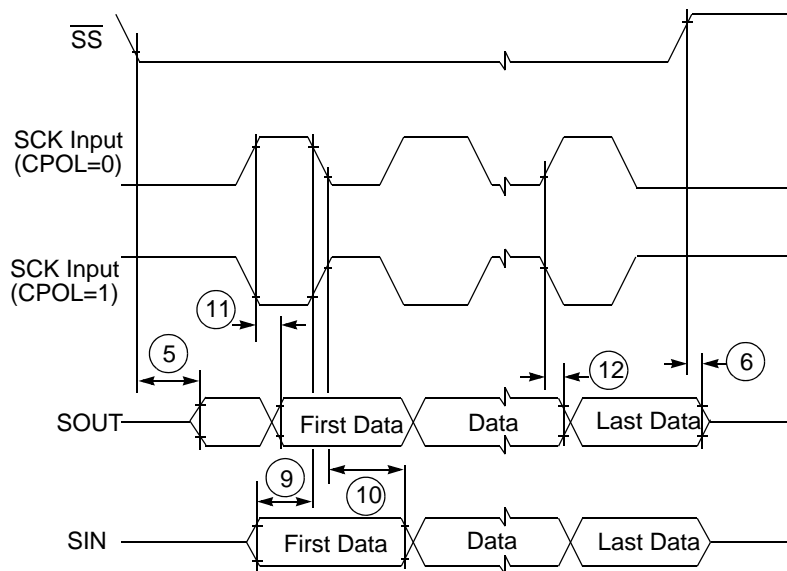 SS
SCK Input
(CPOL=0)
SCK Input
(CPOL=1)
11
5
12
6
SOUT
First Data
Data
Last Data
9
10
SIN
First Data
Data
Last Data